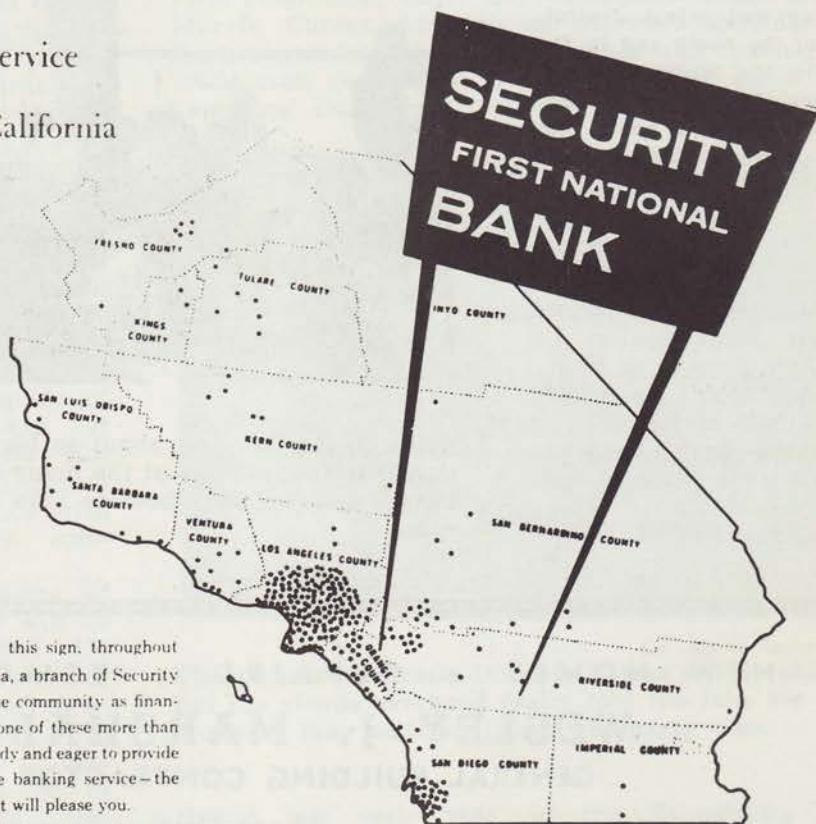 ervice
California
SECURITY
FIRST NATIONAL
BANK
FRESNO COUNTY
TULARE COUNTY
KINGS
COUNTY
INYO COUNTY
SAN LUIS OBISPO
COUNTY
KERN COUNTY
SANTA BARBARA
COUNTY
VENTURA
COUNTY
LOS ANGELES COUNTY
SAN BERNARDINO COUNTY
ORANGE
COUNTY
RIVERSIDE COUNTY
SAN DIEGO COUNTY
IMPERIAL COUNTY
this sign, throughout
a, a branch of Security
e community as finan-
one of these more than
dy and eager to provide
e banking service—the
t will please you.